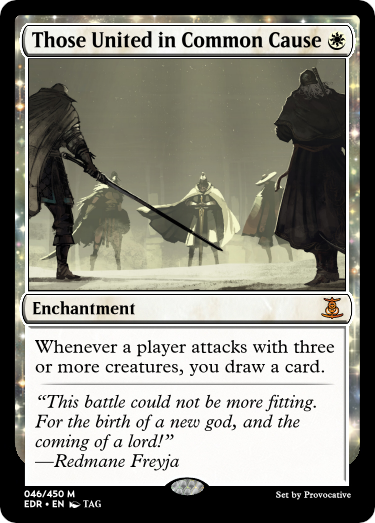 Those United in Common Cause
Enchantment
Whenever a player attacks with three
or more creatures, you draw a card.
“This battle could not be more fitting.
For the birth of a new god, and the
coming of a lord!”
—Redmane Freyja
046/450 M
EDR • EN TAG
Set by Provocative